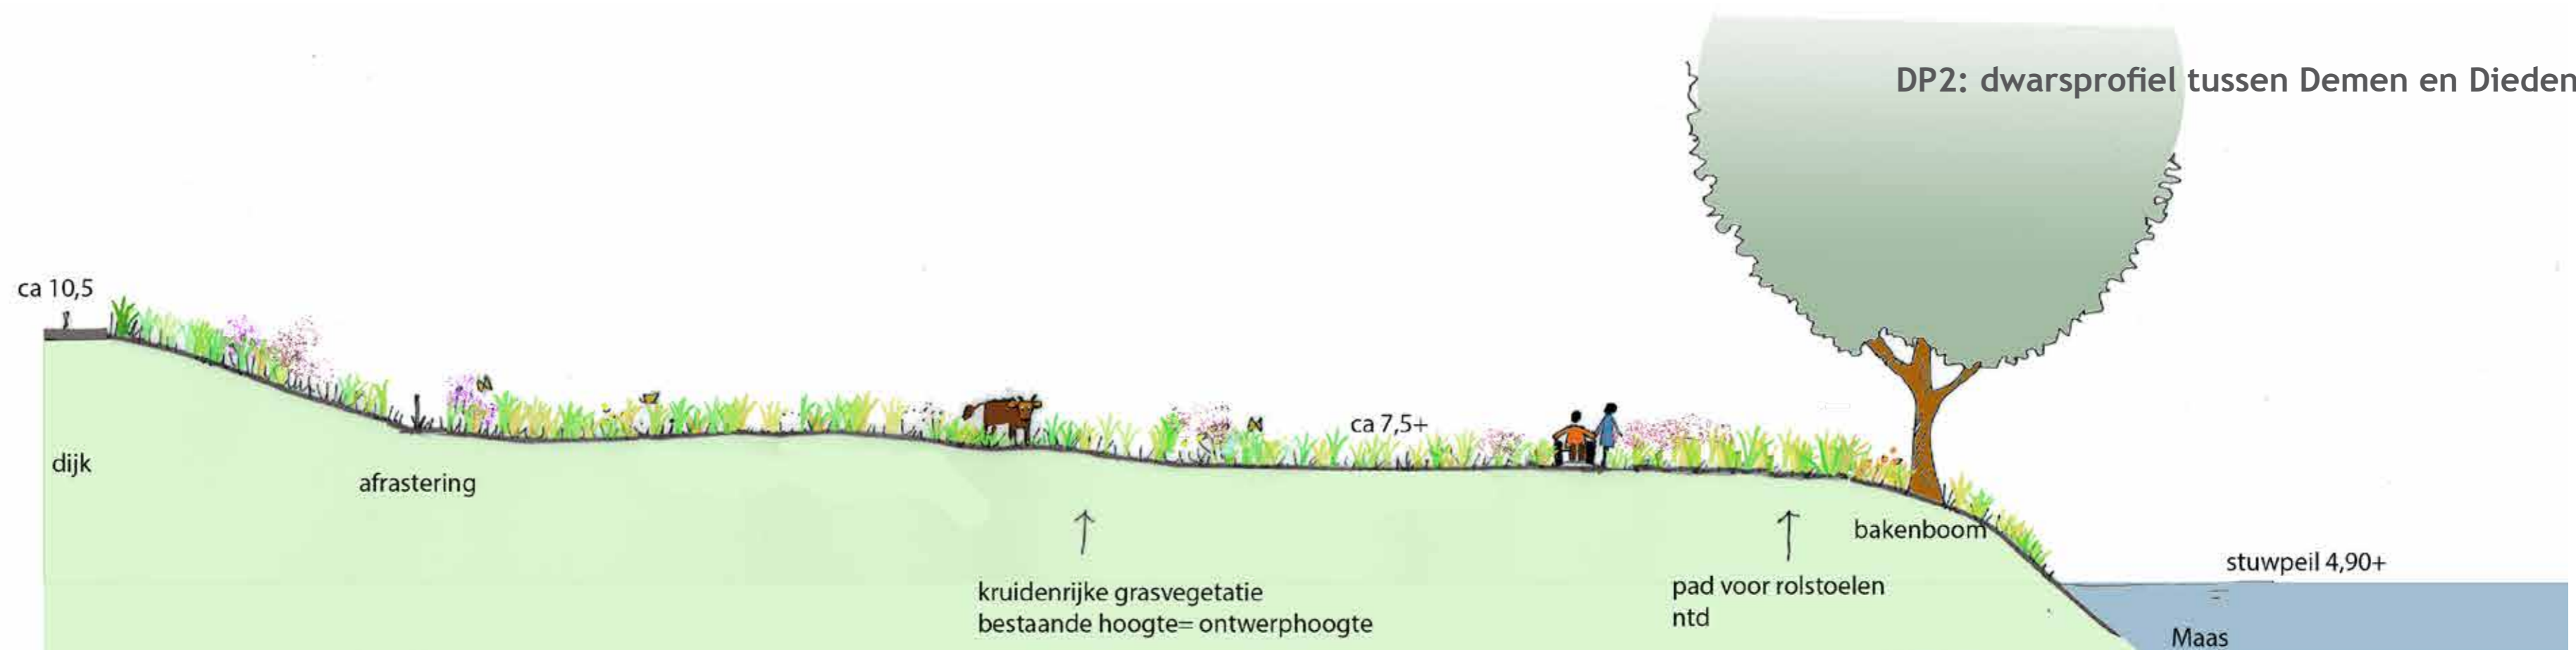 DP2: dwarsprofiel tussen Demen en Dieden
ca 10,5
ca 7,5+
dijk
afrastering
bakenboom
stuwpeil 4,90+
kruidenrijke grasvegetatie
bestaande hoogte= ontwerphoogte
pad voor rolstoelen
ntd
Maas